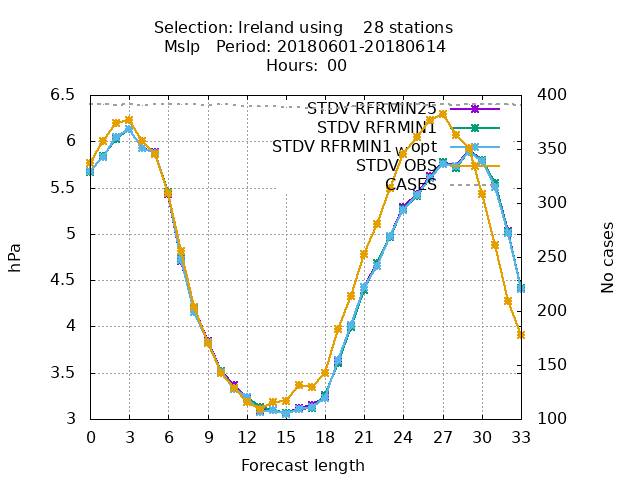 Selection: Ireland using    28 stations
Mslp   Period: 20180601-20180614
Hours:  00
6.5
6
5.5
5
4.5
4
3.5
3
400
350
300
250
200
150
100
hPa
No cases
STDV RFRMIN25
STDV RFRMIN1
STDV RFRMIN1_wopt
STDV OBS
CASES
0 3 6 9 12 15 18 21 24 27 30 33
Forecast length